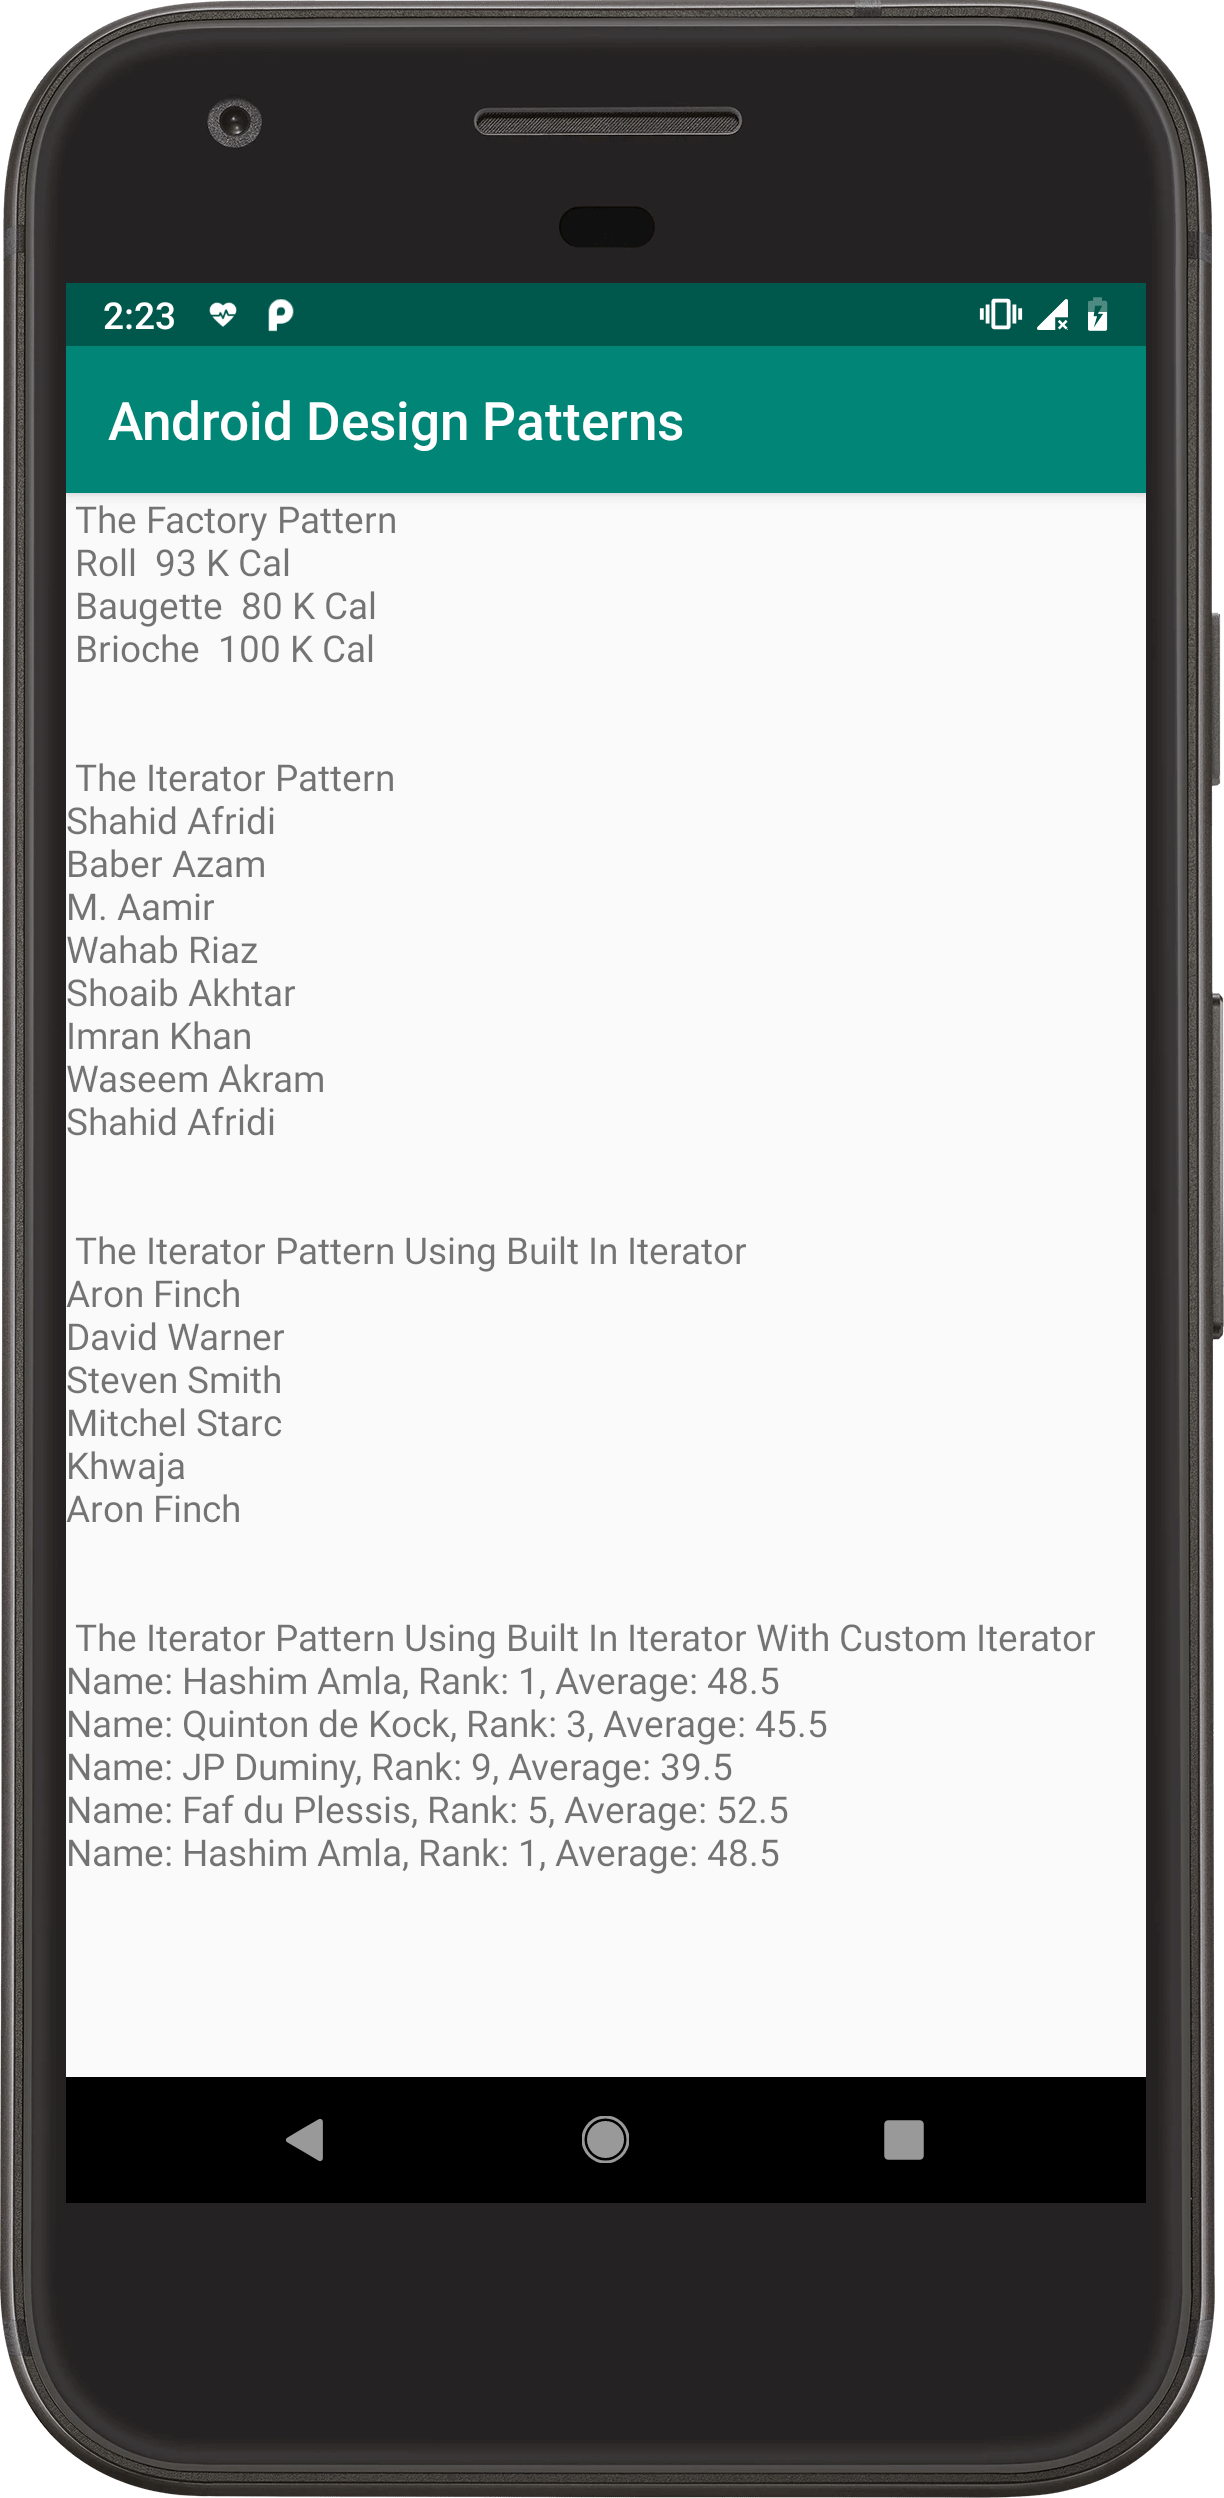 2:23
Android Design Patterns
The Factory Pattern
Roll  93 K Cal
Baugette  80 K Cal
Brioche  100 K Cal
The Iterator Pattern
Shahid Afridi
Baber Azam
M. Aamir
Wahab Riaz
Shoaib Akhtar
Imran Khan
Waseem Akram
Shahid Afridi
The Iterator Pattern Using Built In Iterator
Aron Finch
David Warner
Steven Smith
Mitchel Starc
Khwaja
Aron Finch
The Iterator Pattern Using Built In Iterator With Custom Iterator
Name: Hashim Amla, Rank: 1, Average: 48.5
Name: Quinton de Kock, Rank: 3, Average: 45.5
Name: JP Duminy, Rank: 9, Average: 39.5
Name: Faf du Plessis, Rank: 5, Average: 52.5
Name: Hashim Amla, Rank: 1, Average: 48.5